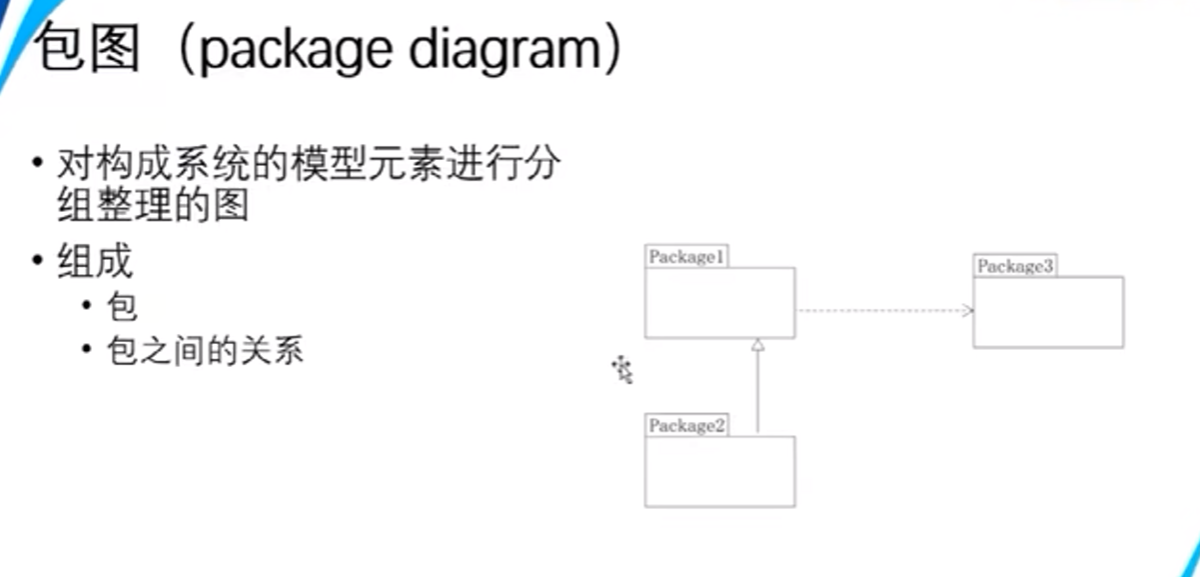 包图（package diagram）
• 对构成系统的模型元素进行分
组整理的图
• 组成
• 包
• 包之间的关系
Package1
Package3
Package2